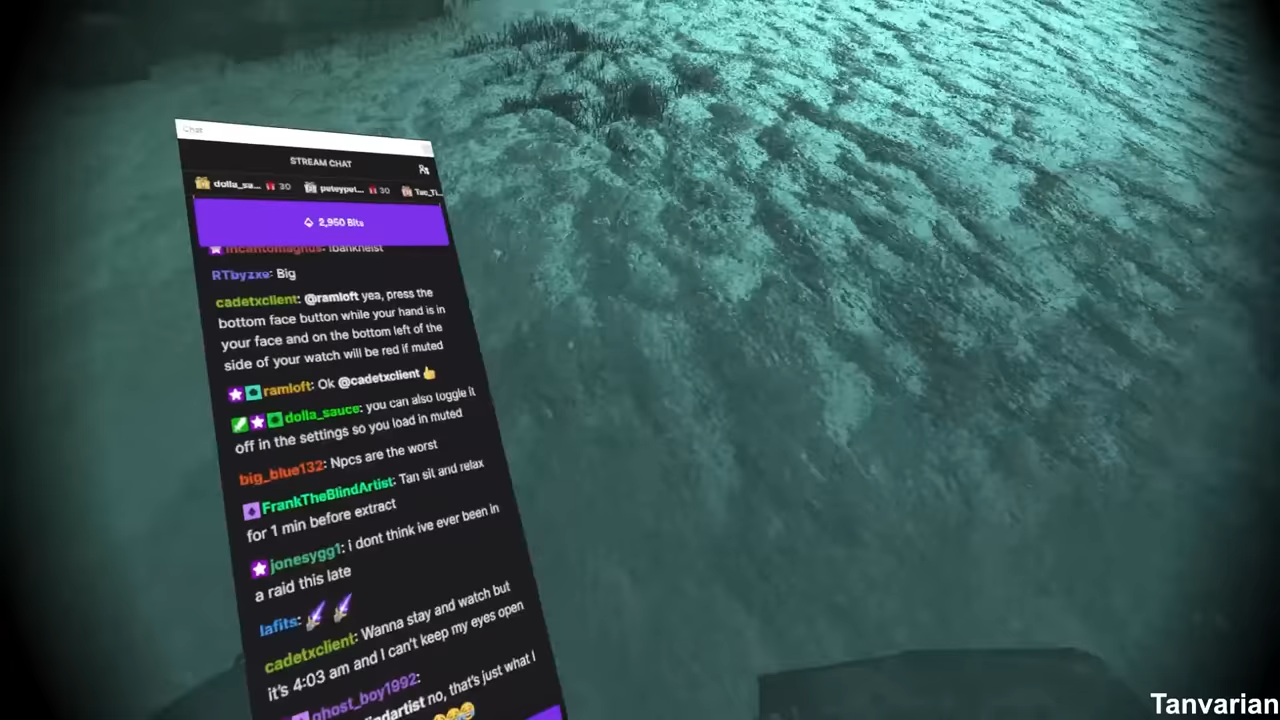 Chat
STREAM CHAT
dolla_sa... 30 peteypet... 30 Tac_Ti...
2,950 Bits
incantomagnus: !bankheist
RTbyzxe: Big
cadetxclient: @ramloft yea, press the
bottom face button while your hand is in
your face and on the bottom left of the
side of your watch will be red if muted
ramloft: Ok @cadetxclient 👍
dolla_sauce: you can also toggle it
off in the settings so you load in muted
big_blue132: Npcs are the worst
FrankTheBlindArtist: Tan sit and relax
for 1 min before extract
jonesygg1: i dont think ive ever been in
a raid this late
lafits:
cadetxclient: Wanna stay and watch but
it's 4:03 am and I can't keep my eyes open
ghost_boy1992:
lindartist no, that's just what I
Tanvarian